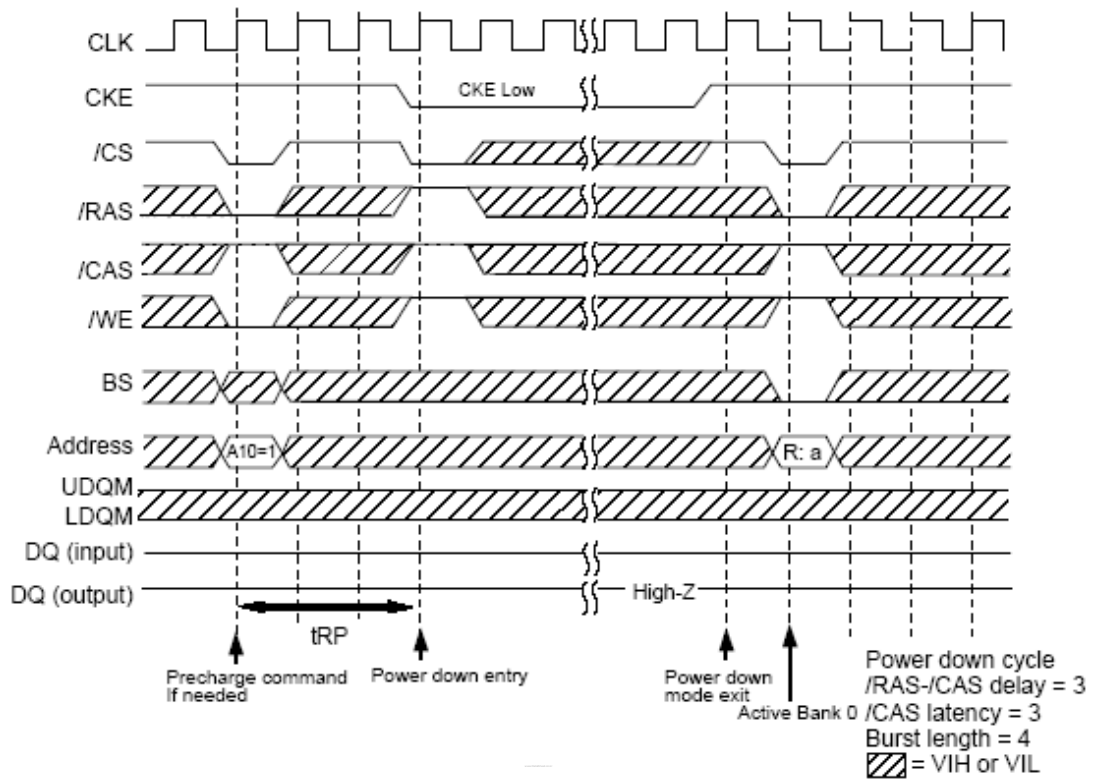 CLK
CKE
CKE Low
/CS
/RAS
/CAS
/WE
BS
Address
A10=1
R: a
UDQM
LDQM
DQ (input)
DQ (output)
High-Z
tRP
Precharge command
If needed
Power down entry
Power down
mode exit
Active Bank 0
Power down cycle
/RAS-/CAS delay = 3
/CAS latency = 3
Burst length = 4
= VIH or VIL